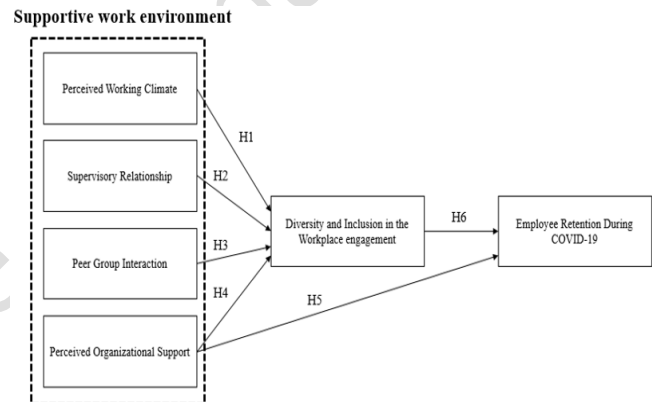 Supportive work environment
Perceived Working Climate
H1
Supervisory Relationship
H2
Diversity and Inclusion in the
Workplace engagement
H6
Employee Retention During
COVID-19
Peer Group Interaction
H3
H4
H5
Perceived Organizational Support